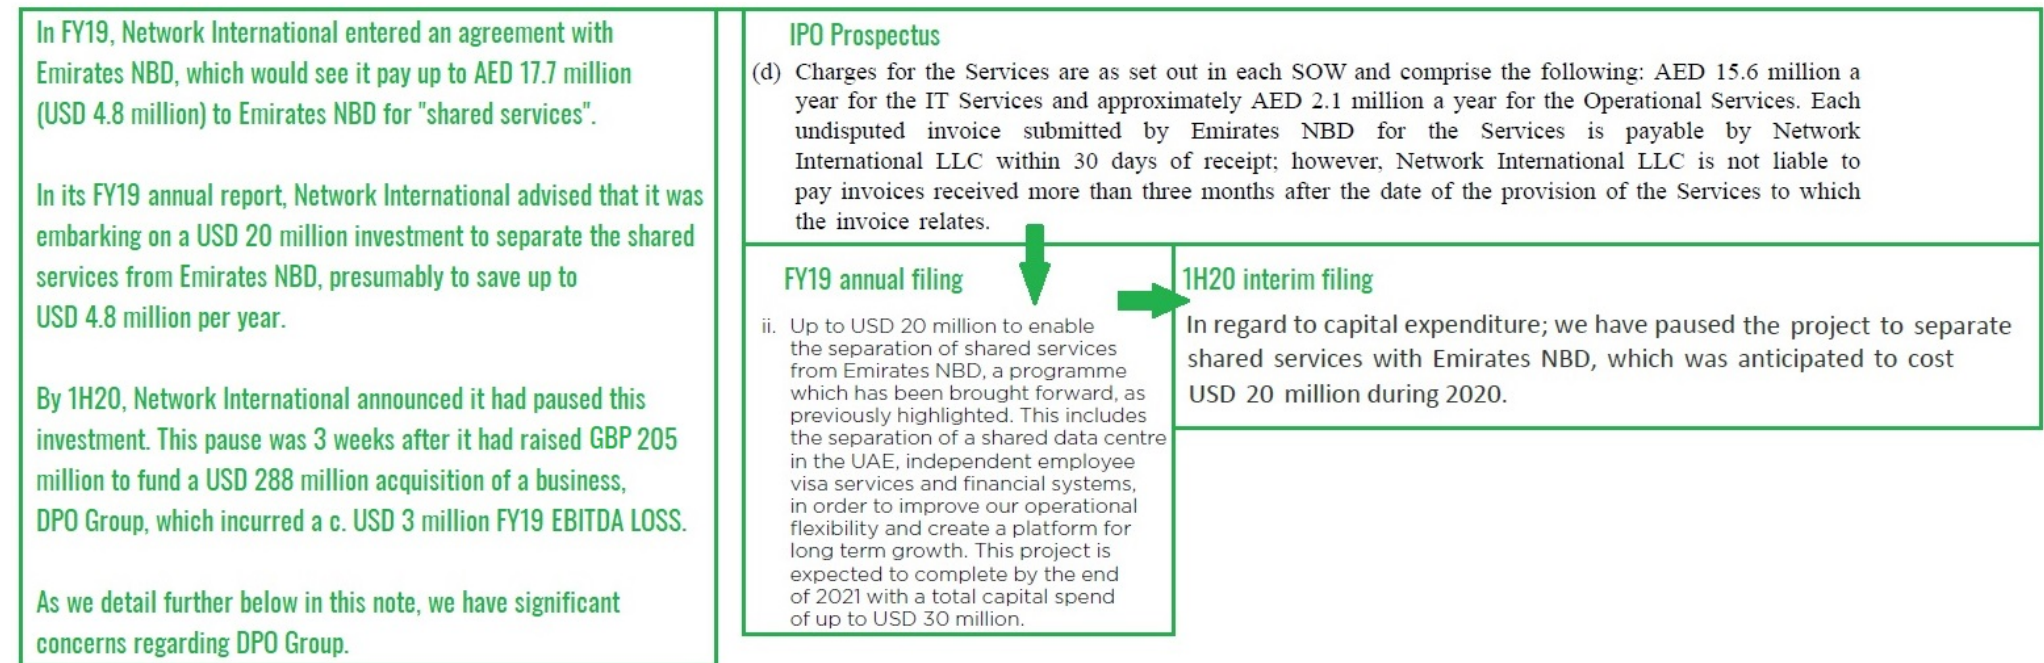 In FY19, Network International entered an agreement with
Emirates NBD, which would see it pay up to AED 17.7 million
(USD 4.8 million) to Emirates NBD for "shared services".
In its FY19 annual report, Network International advised that it was
embarking on a USD 20 million investment to separate the shared
services from Emirates NBD, presumably to save up to
USD 4.8 million per year.
By 1H20, Network International announced it had paused this
investment. This pause was 3 weeks after it had raised GBP 205
million to fund a USD 288 million acquisition of a business,
DPO Group, which incurred a c. USD 3 million FY19 EBITDA LOSS.
As we detail further below in this note, we have significant
concerns regarding DPO Group.
IPO Prospectus
(d) Charges for the Services are as set out in each SOW and comprise the following: AED 15.6 million a
year for the IT Services and approximately AED 2.1 million a year for the Operational Services. Each
undisputed invoice submitted by Emirates NBD for the Services is payable by Network
International LLC within 30 days of receipt; however, Network International LLC is not liable to
pay invoices received more than three months after the date of the provision of the Services to which
the invoice relates.
FY19 annual filing
ii. Up to USD 20 million to enable
the separation of shared services
from Emirates NBD, a programme
which has been brought forward, as
previously highlighted. This includes
the separation of a shared data centre
in the UAE, independent employee
visa services and financial systems,
in order to improve our operational
flexibility and create a platform for
long term growth. This project is
expected to complete by the end
of 2021 with a total capital spend
of up to USD 30 million.
1H20 interim filing
In regard to capital expenditure; we have paused the project to separate
shared services with Emirates NBD, which was anticipated to cost
USD 20 million during 2020.